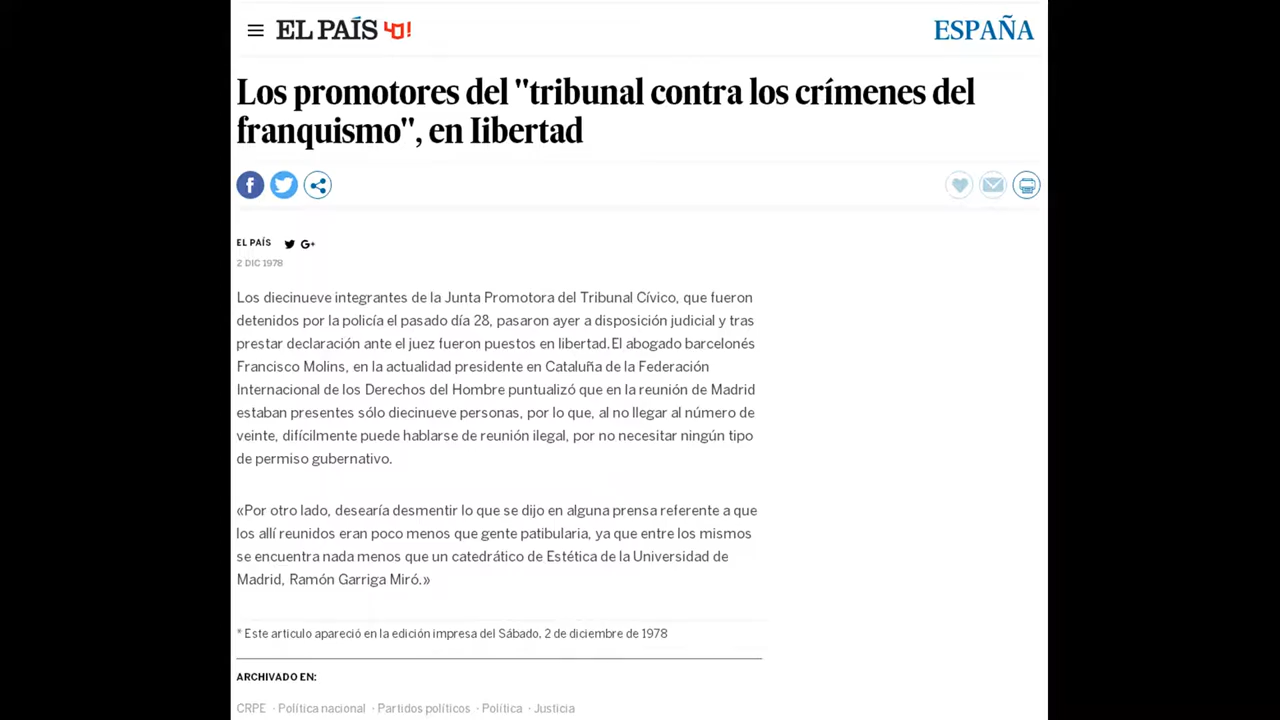 EL PAÍS 40!
ESPAÑA
Los promotores del "tribunal contra los crímenes del
franquismo", en libertad
EL PAÍS G+
2 DIC 1978
Los diecinueve integrantes de la Junta Promotora del Tribunal Cívico, que fueron
detenidos por la policía el pasado día 28, pasaron ayer a disposición judicial y tras
prestar declaración ante el juez fueron puestos en libertad.El abogado barcelonés
Francisco Molins, en la actualidad presidente en Cataluña de la Federación
Internacional de los Derechos del Hombre puntualizó que en la reunión de Madrid
estaban presentes sólo diecinueve personas, por lo que, al no llegar al número de
veinte, difícilmente puede hablarse de reunión ilegal, por no necesitar ningún tipo
de permiso gubernativo.
«Por otro lado, desearía desmentir lo que se dijo en alguna prensa referente a que
los allí reunidos eran poco menos que gente patibularia, ya que entre los mismos
se encuentra nada menos que un catedrático de Estética de la Universidad de
Madrid, Ramón Garriga Miró.»
* Este articulo apareció en la edición impresa del Sábado, 2 de diciembre de 1978
ARCHIVADO EN:
CRPE · Política nacional · Partidos políticos · Política · Justicia